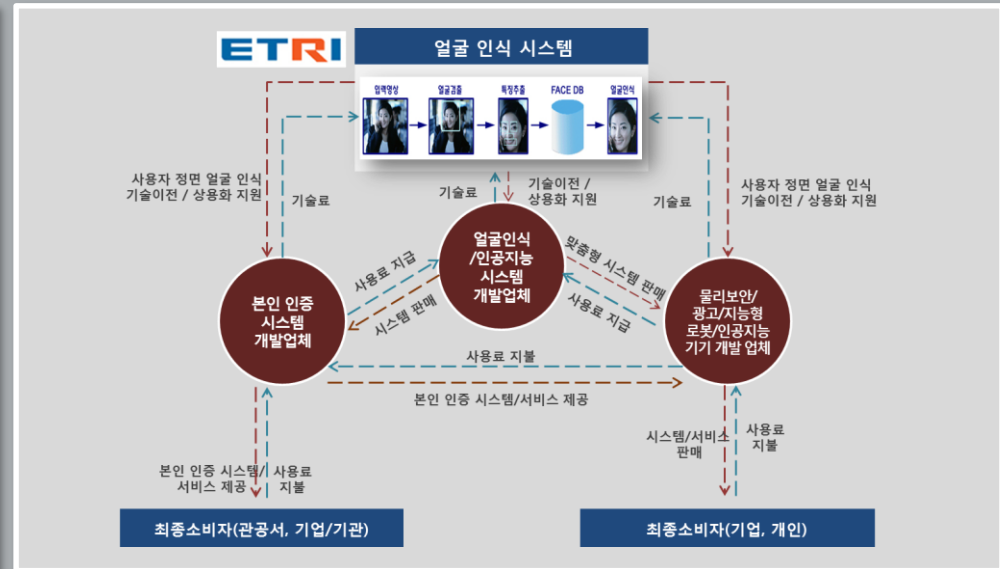 ETRI
얼굴 인식 시스템
입력영상
얼굴검출
특징추출
FACE DB
얼굴인식
사용자 정면 얼굴 인식
기술이전 / 상용화 지원
기술료
기술료
기술이전 /
상용화 지원
기술료
사용자 정면 얼굴 인식
기술이전 / 상용화 지원
얼굴인식
/인공지능
시스템
개발업체
사용료 지급
시스템 판매
맞춤형 시스템 판매
사용료 지급
본인 인증
시스템
개발업체
물리보안/
광고/지능형
로봇/인공지능
기기 개발 업체
사용료 지불
본인 인증 시스템/서비스 제공
본인 인증 시스템/
서비스 제공
사용료
지불
시스템/서비스
판매
사용료
지불
최종소비자(관공서, 기업/기관)
최종소비자(기업, 개인)